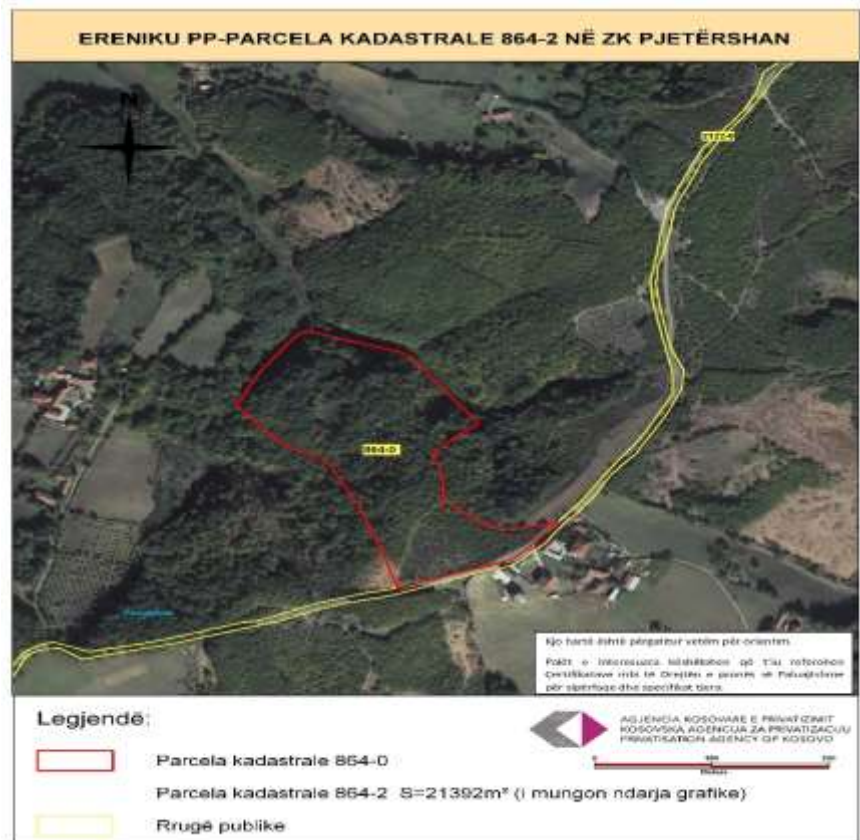 ERENIKU PP-PARCELA KADASTRALE 864-2 NË ZK PJETËRSHAN
N
864-0
Kjo hartë është përgatitur vetëm për orientim.
Palët e interesuara këshillohen që t'iu referohen
Çertifikatave mbi të Drejtën e pronës së Paluajtshme
për sipërfaqe dhe specifikat tjera.
Legjendë:
AGJENCIA KOSOVARE E PRIVATIZIMIT
KOSOVSKA AGENCIJA ZA PRIVATIZACIJU
PRIVATISATION AGENCY OF KOSOVO
Parcela kadastrale 864-0
Parcela kadastrale 864-2 S=21392m² (i mungon ndarja grafike)
Rrugë publike